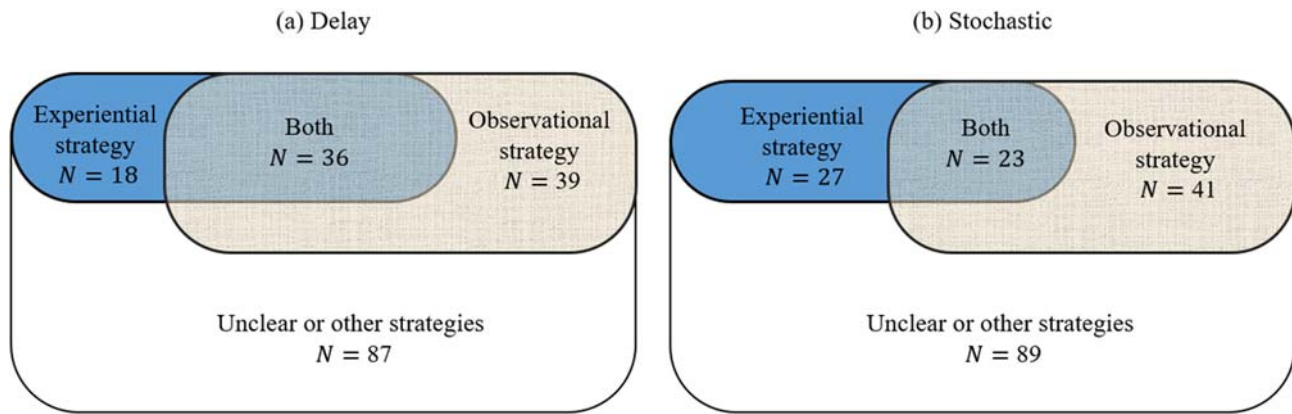 (a) Delay
Experiential
strategy
N = 18
Both
N = 36
Observational
strategy
N = 39
Unclear or other strategies
N = 87
(b) Stochastic
Experiential
strategy
N = 27
Both
N = 23
Observational
strategy
N = 41
Unclear or other strategies
N = 89